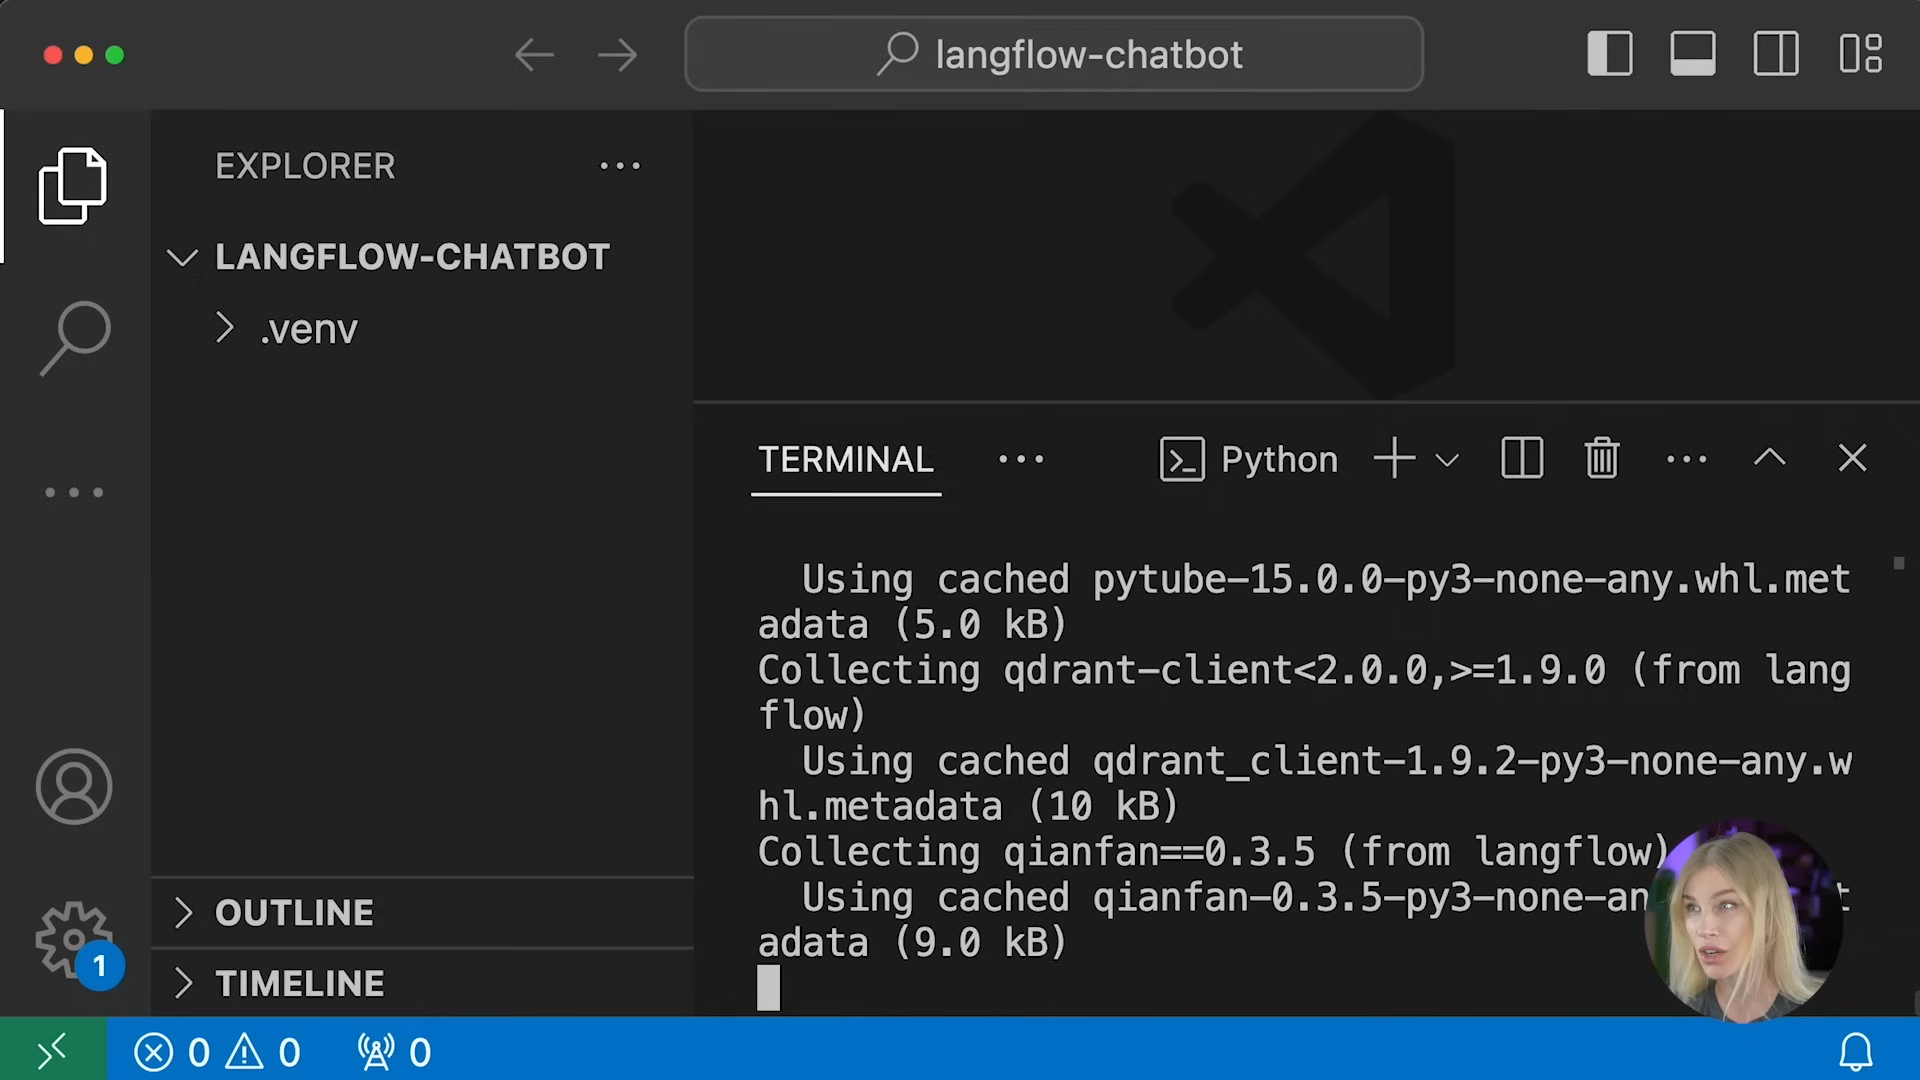 langflow-chatbot
EXPLORER
LANGFLOW-CHATBOT
.venv
OUTLINE
TIMELINE
TERMINAL
Python
Using cached pytube-15.0.0-py3-none-any.whl.met
adata (5.0 kB)
Collecting qdrant-client<2.0.0,>=1.9.0 (from lang
flow)
Using cached qdrant_client-1.9.2-py3-none-any.w
hl.metadata (10 kB)
Collecting qianfan==0.3.5 (from langflow)
Using cached qianfan-0.3.5-py3-none-an
adata (9.0 kB)
1
0 0 0